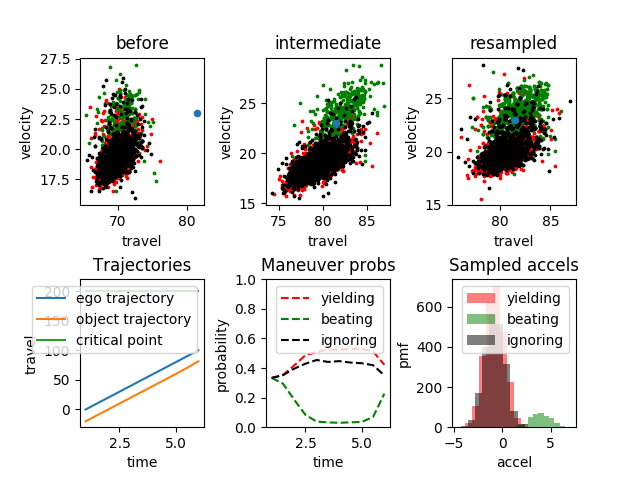 before
27.5
25.0
22.5
20.0
17.5
velocity
70
80
travel
intermediate
25
20
15
velocity
75
80
85
travel
resampled
25
20
15
velocity
80
85
travel
Trajectories
200
150
100
50
0
travel
ego trajectory
object trajectory
critical point
2.5
5.0
time
Maneuver probs
1.0
0.8
0.6
0.4
0.2
0.0
probability
yielding
beating
ignoring
2.5
5.0
time
Sampled accels
600
400
200
0
pmf
yielding
beating
ignoring
-5
0
5
accel